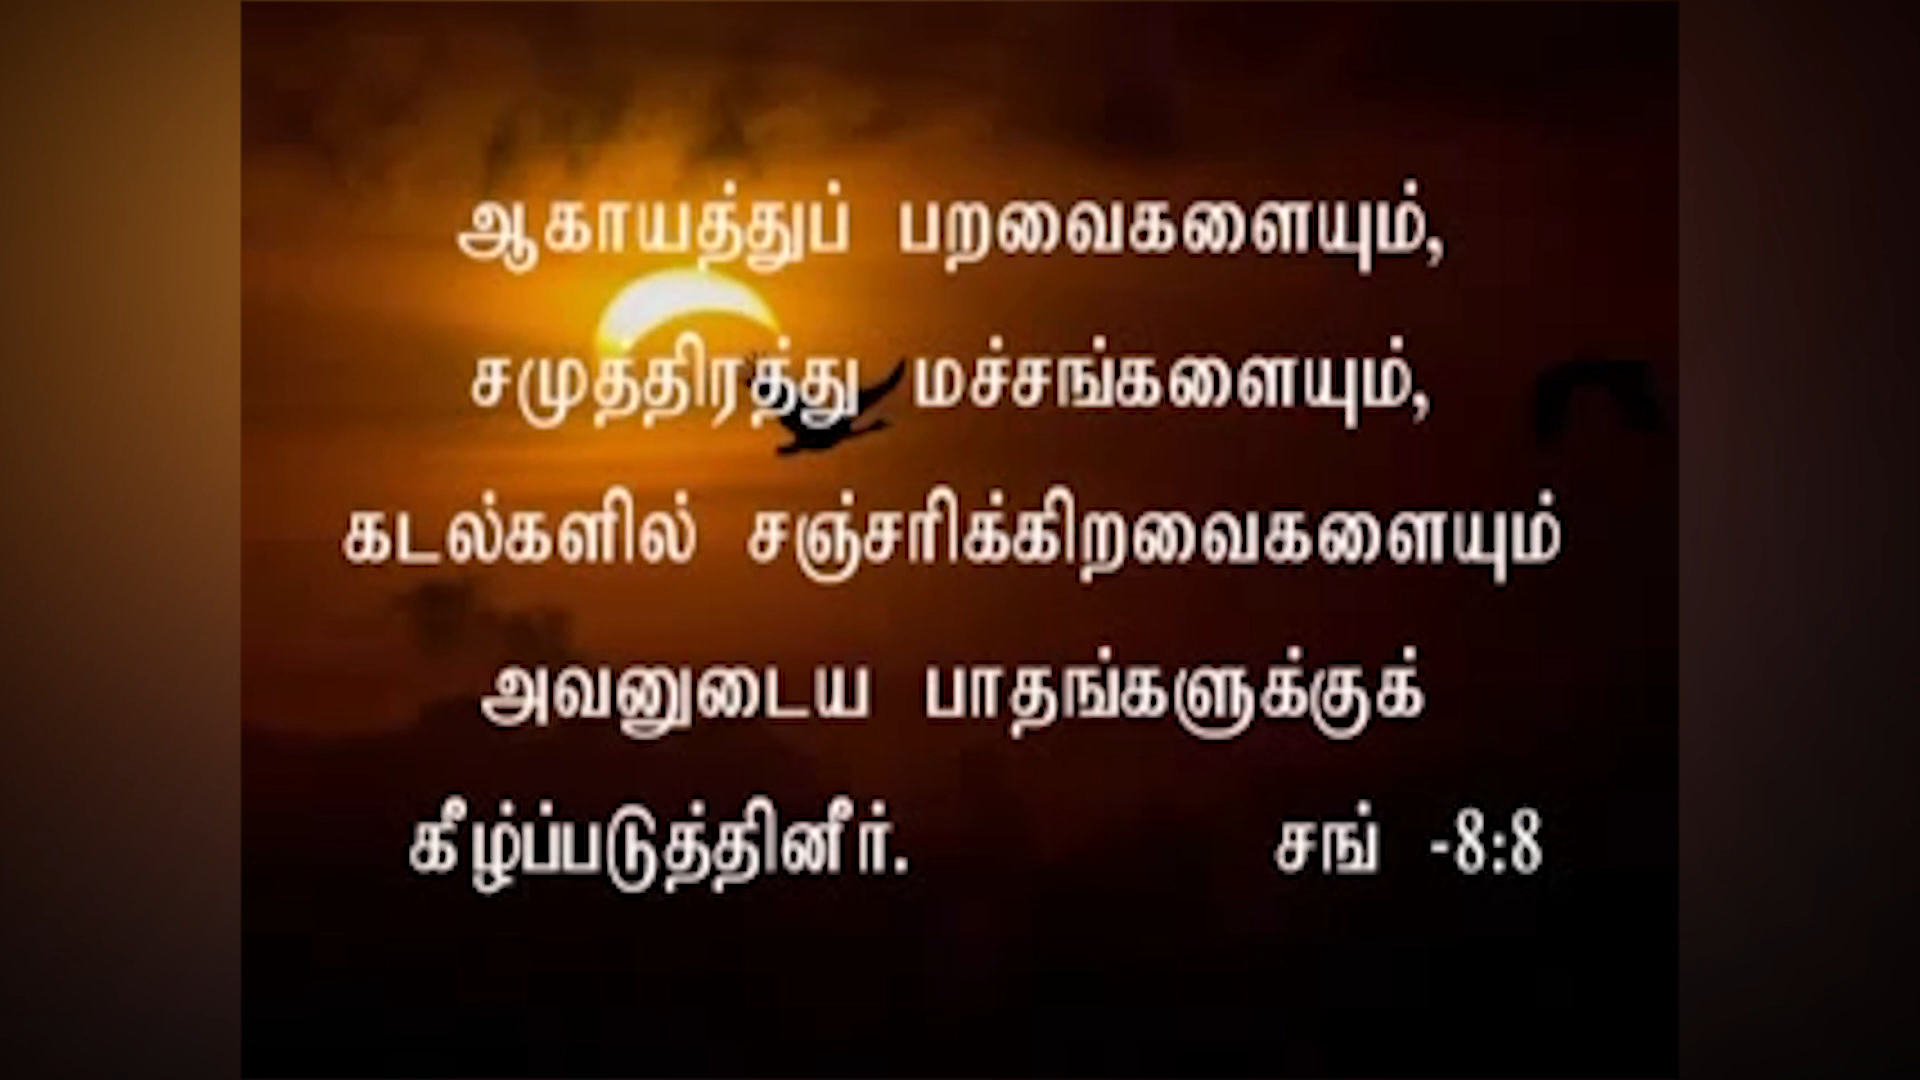 ஆகாயத்துப் பறவைகளையும்,
சமுத்திரத்து மச்சங்களையும்,
கடல்களில் சஞ்சரிக்கிறவைகளையும்
அவனுடைய பாதங்களுக்குக்
கீழ்ப்படுத்தினீர். சங் -8:8